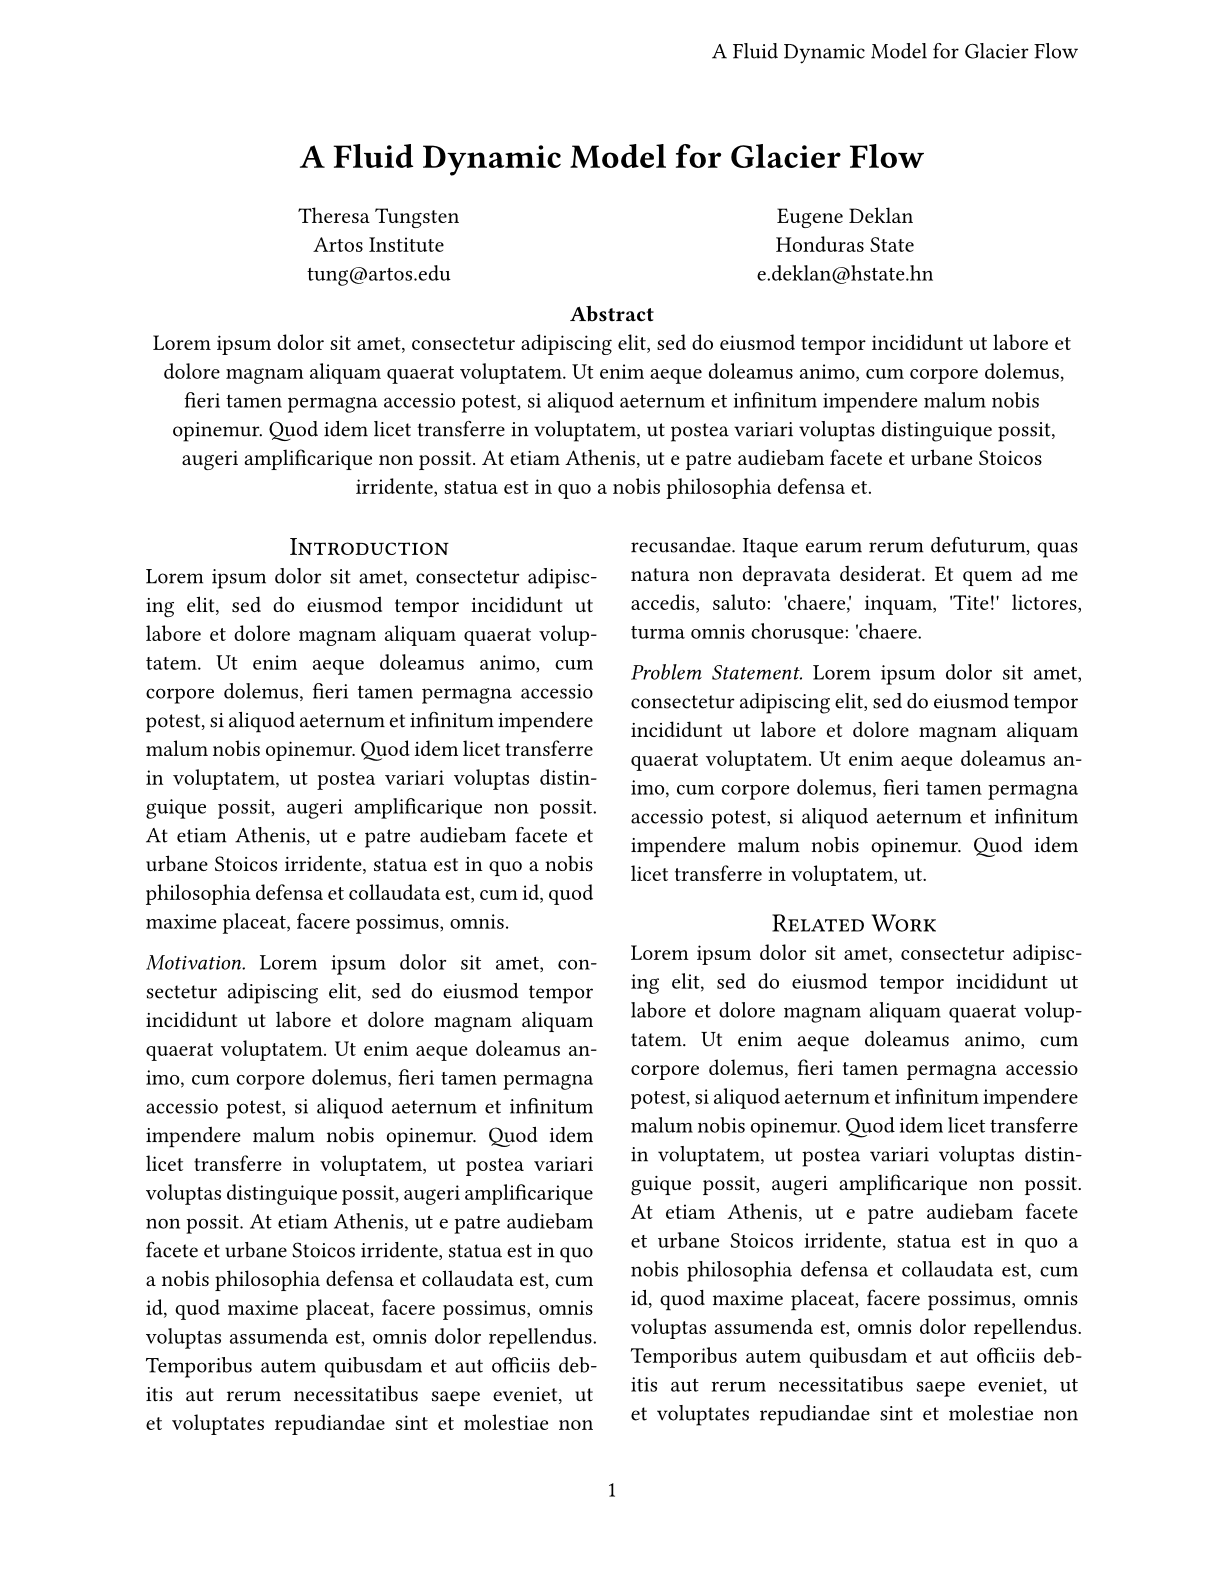 A Fluid Dynamic Model for Glacier Flow
A Fluid Dynamic Model for Glacier Flow
Theresa Tungsten
Artos Institute
tung@artos.edu
Eugene Deklan
Honduras State
e.deklan@hstate.hn
Abstract
Lorem ipsum dolor sit amet, consectetur adipiscing elit, sed do eiusmod tempor incididunt ut labore et
dolore magnam aliquam quaerat voluptatem. Ut enim aeque doleamus animo, cum corpore dolemus,
fieri tamen permagna accessio potest, si aliquod aeternum et infinitum impendere malum nobis
opinemur. Quod idem licet transferre in voluptatem, ut postea variari voluptas distinguique possit,
augeri amplificarique non possit. At etiam Athenis, ut e patre audiebam facete et urbane Stoicos
irridente, statua est in quo a nobis philosophia defensa et.
Introduction
Lorem ipsum dolor sit amet, consectetur adipisc-
ing elit, sed do eiusmod tempor incididunt ut
labore et dolore magnam aliquam quaerat volup-
tatem. Ut enim aeque doleamus animo, cum
corpore dolemus, fieri tamen permagna accessio
potest, si aliquod aeternum et infinitum impendere
malum nobis opinemur. Quod idem licet transferre
in voluptatem, ut postea variari voluptas distin-
guique possit, augeri amplificarique non possit.
At etiam Athenis, ut e patre audiebam facete et
urbane Stoicos irridente, statua est in quo a nobis
philosophia defensa et collaudata est, cum id, quod
maxime placeat, facere possimus, omnis.
Motivation. Lorem ipsum dolor sit amet, con-
sectetur adipiscing elit, sed do eiusmod tempor
incididunt ut labore et dolore magnam aliquam
quaerat voluptatem. Ut enim aeque doleamus an-
imo, cum corpore dolemus, fieri tamen permagna
accessio potest, si aliquod aeternum et infinitum
impendere malum nobis opinemur. Quod idem
licet transferre in voluptatem, ut postea variari
voluptas distinguique possit, augeri amplificarique
non possit. At etiam Athenis, ut e patre audiebam
facete et urbane Stoicos irridente, statua est in quo
a nobis philosophia defensa et collaudata est, cum
id, quod maxime placeat, facere possimus, omnis
voluptas assumenda est, omnis dolor repellendus.
Temporibus autem quibusdam et aut officiis deb-
itis aut rerum necessitatibus saepe eveniet, ut
et voluptates repudiandae sint et molestiae non
recusandae. Itaque earum rerum defuturum, quas
natura non depravata desiderat. Et quem ad me
accedis, saluto: 'chaere,' inquam, 'Tite!' lictores,
turma omnis chorusque: 'chaere.
Problem Statement. Lorem ipsum dolor sit amet,
consectetur adipiscing elit, sed do eiusmod tempor
incididunt ut labore et dolore magnam aliquam
quaerat voluptatem. Ut enim aeque doleamus an-
imo, cum corpore dolemus, fieri tamen permagna
accessio potest, si aliquod aeternum et infinitum
impendere malum nobis opinemur. Quod idem
licet transferre in voluptatem, ut.
Related Work
Lorem ipsum dolor sit amet, consectetur adipisc-
ing elit, sed do eiusmod tempor incididunt ut
labore et dolore magnam aliquam quaerat volup-
tatem. Ut enim aeque doleamus animo, cum
corpore dolemus, fieri tamen permagna accessio
potest, si aliquod aeternum et infinitum impendere
malum nobis opinemur. Quod idem licet transferre
in voluptatem, ut postea variari voluptas distin-
guique possit, augeri amplificarique non possit.
At etiam Athenis, ut e patre audiebam facete
et urbane Stoicos irridente, statua est in quo a
nobis philosophia defensa et collaudata est, cum
id, quod maxime placeat, facere possimus, omnis
voluptas assumenda est, omnis dolor repellendus.
Temporibus autem quibusdam et aut officiis deb-
itis aut rerum necessitatibus saepe eveniet, ut
et voluptates repudiandae sint et molestiae non
1